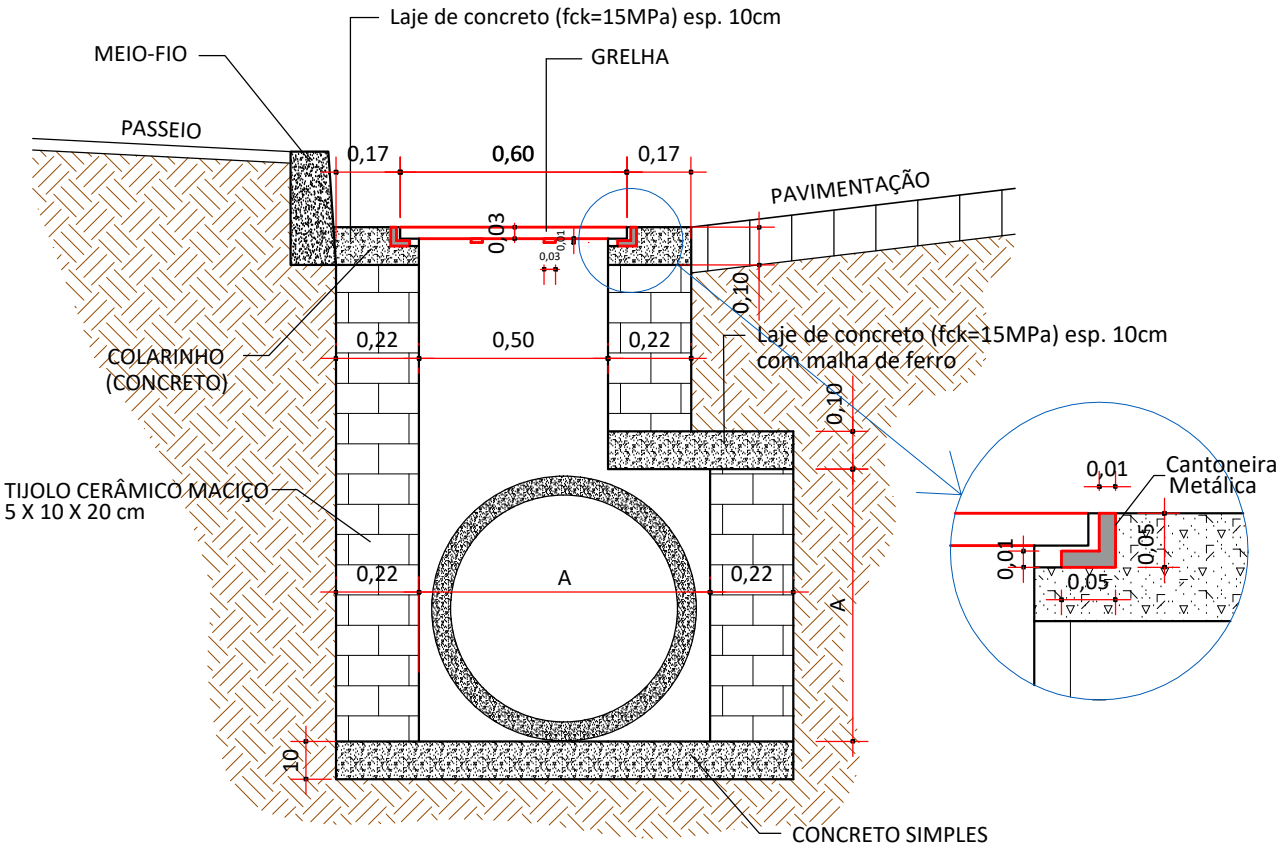 Laje de concreto (fck=15MPa) esp. 10cm
MEIO-FIO
GRELHA
PASSEIO
0,17
0,60
0,17
PAVIMENTAÇÃO
0,03
0,01
0,03
0,10
COLARINHO
(CONCRETO)
0,22
0,50
0,22
Laje de concreto (fck=15MPa) esp. 10cm
com malha de ferro
0,10
TIJOLO CERÂMICO MACIÇO
5 X 10 X 20 cm
0,22
A
0,22
A
10
CONCRETO SIMPLES
0,01
Cantoneira
Metálica
0,01
0,05
0,05